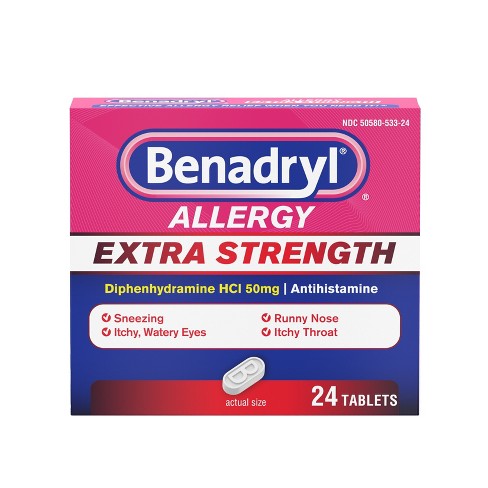 NDC 50580-533-24
Benadryl®
®
ALLERGY
EXTRA STRENGTH
Diphenhydramine HCl 50mg | Antihistamine
Sneezing
Runny Nose
Itchy, Watery Eyes
Itchy Throat
B
actual size
24 TABLETS